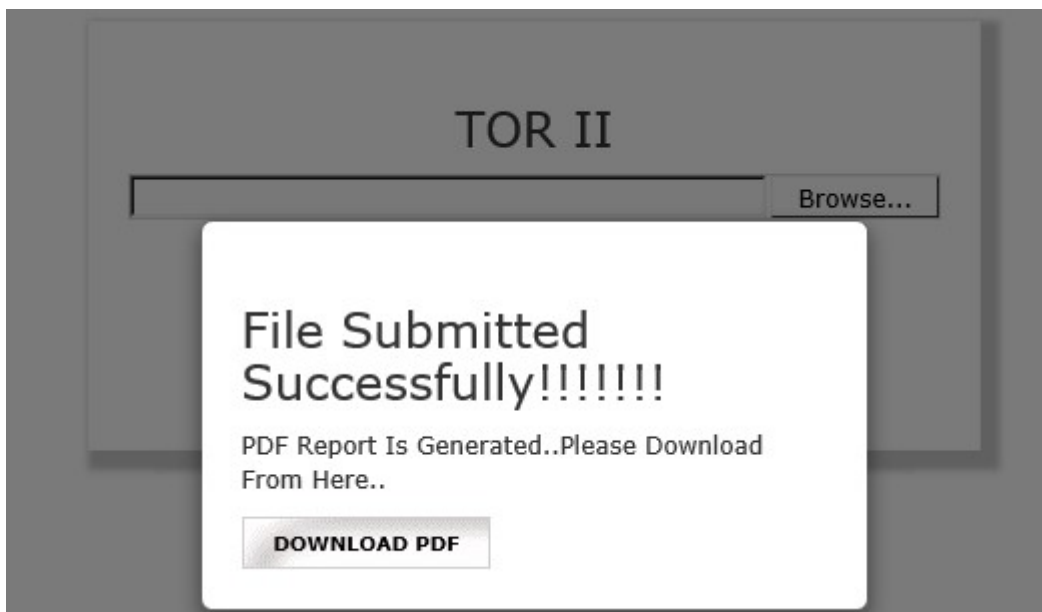 TOR II
Browse...
File Submitted
Successfully!!!!!!!
PDF Report Is Generated..Please Download
From Here..
DOWNLOAD PDF